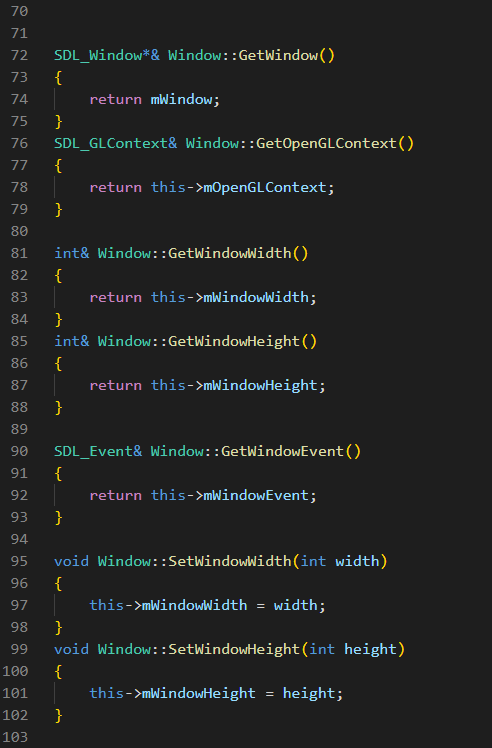 70
71
72 SDL_Window*& Window::GetWindow()
73 {
74     return mWindow;
75 }
76 SDL_GLContext& Window::GetOpenGLContext()
77 {
78     return this->mOpenGLContext;
79 }
80
81 int& Window::GetWindowWidth()
82 {
83     return this->mWindowWidth;
84 }
85 int& Window::GetWindowHeight()
86 {
87     return this->mWindowHeight;
88 }
89
90 SDL_Event& Window::GetWindowEvent()
91 {
92     return this->mWindowEvent;
93 }
94
95 void Window::SetWindowWidth(int width)
96 {
97     this->mWindowWidth = width;
98 }
99 void Window::SetWindowHeight(int height)
100 {
101     this->mWindowHeight = height;
102 }
103